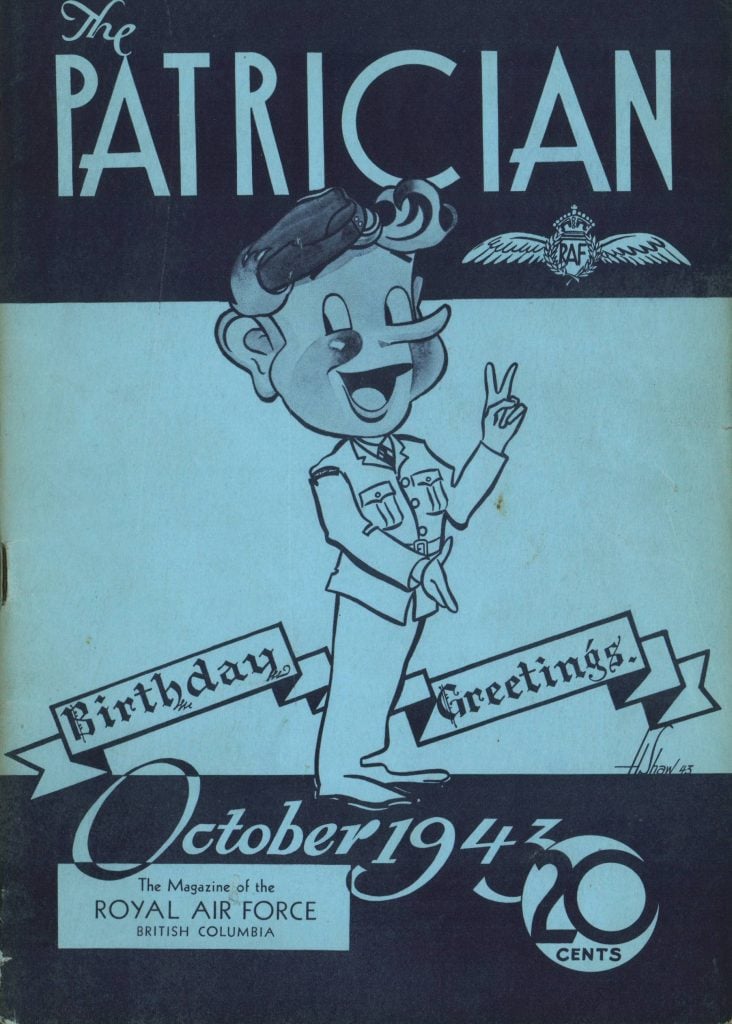 The
PATRICIAN
RAF
Birthday
Greetings.
H Shaw 43
October 1943
The Magazine of the
ROYAL AIR FORCE
BRITISH COLUMBIA
20
CENTS